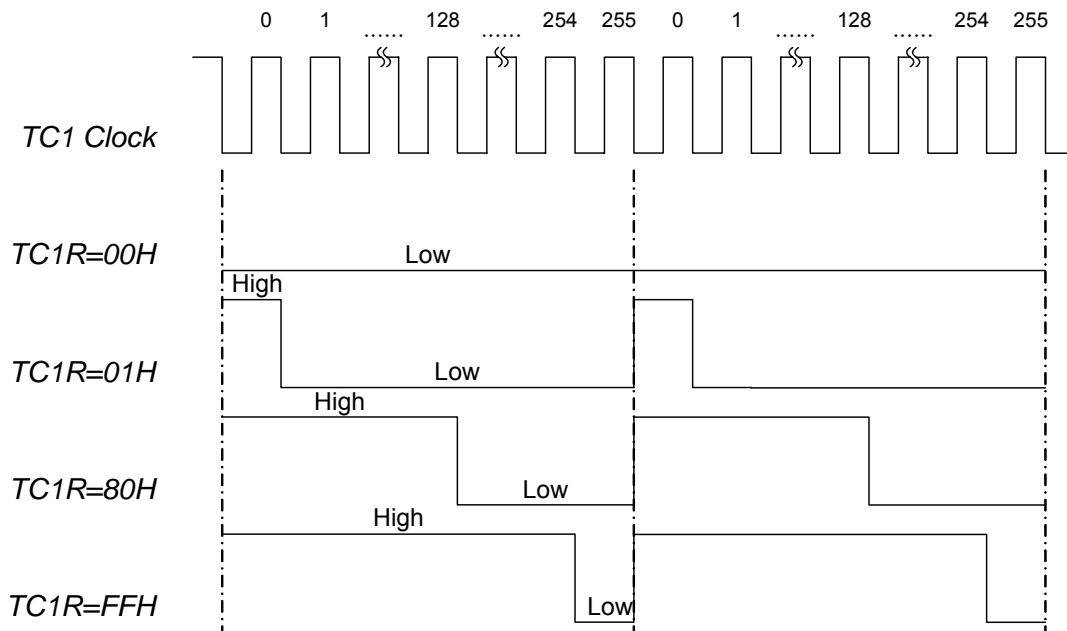 0 1 ...... 128 ...... 254 255 0 1 ...... 128 ...... 254 255
TC1 Clock
TC1R=00H
Low
High
TC1R=01H
Low
High
TC1R=80H
Low
High
TC1R=FFH
Low